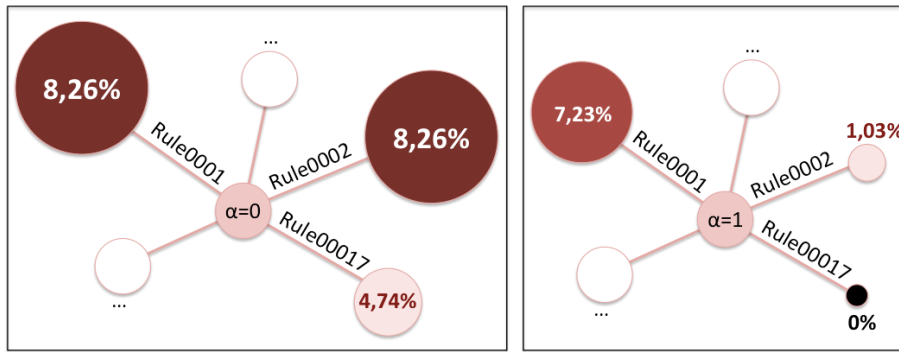 ...
8,26%
Rule0001
Rule0002
8,26%
α=0
Rule00017
...
4,74%
...
7,23%
Rule0001
Rule0002
1,03%
α=1
Rule00017
...
0%